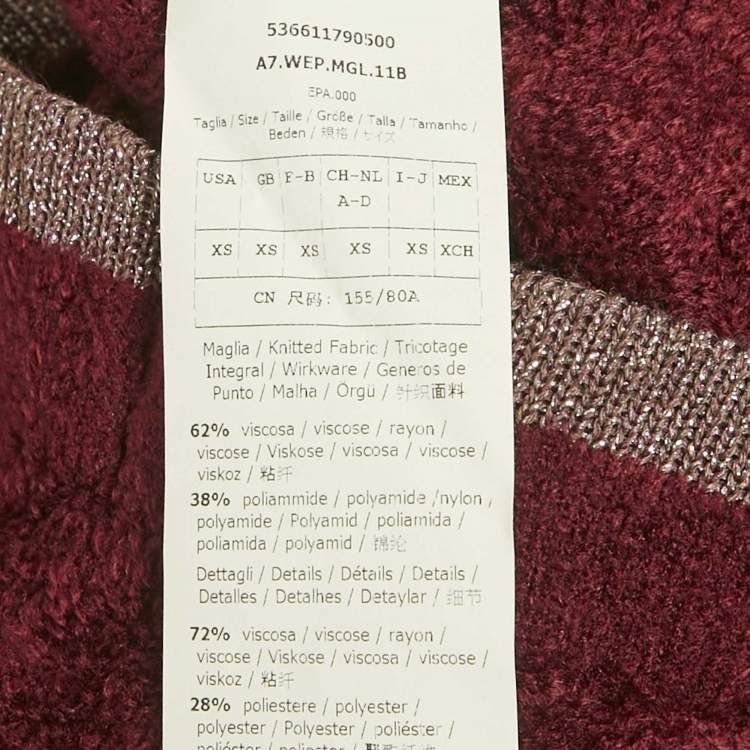 536611790500
A7.WEP.MGL.11B
EPA.000
Taglia / Size / Taille / Größe / Talla / Tamanho /
Beden / 规格 / サイズ
USA GB F-B CH-NL I-J MEX
A-D
XS XS XS XS XS XCH
CN 尺码: 155/80A
Maglia / Knitted Fabric / Tricotage
Integral / Wirkware / Generos de
Punto / Malha / Örgü / 针织面料
62% viscosa / viscose / rayon /
viscose / Viskose / viscosa / viscose /
viskoz / 粘纤
38% poliammide / polyamide /nylon /
polyamide / Polyamid / poliamida /
poliamida / polyamid / 锦纶
Dettagli / Details / Détails / Details /
Detalles / Detalhes / Detaylar / 细节
72% viscosa / viscose / rayon /
viscose / Viskose / viscosa / viscose /
viskoz / 粘纤
28% poliestere / polyester /
polyester / Polyester / poliéster /
poliéster / poliester /